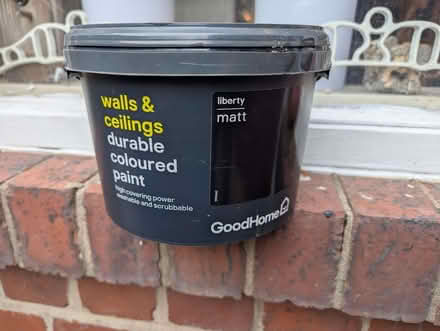 walls &
ceilings
durable
coloured
paint
High covering power
washable and scrubbable
liberty
matt
GoodHome